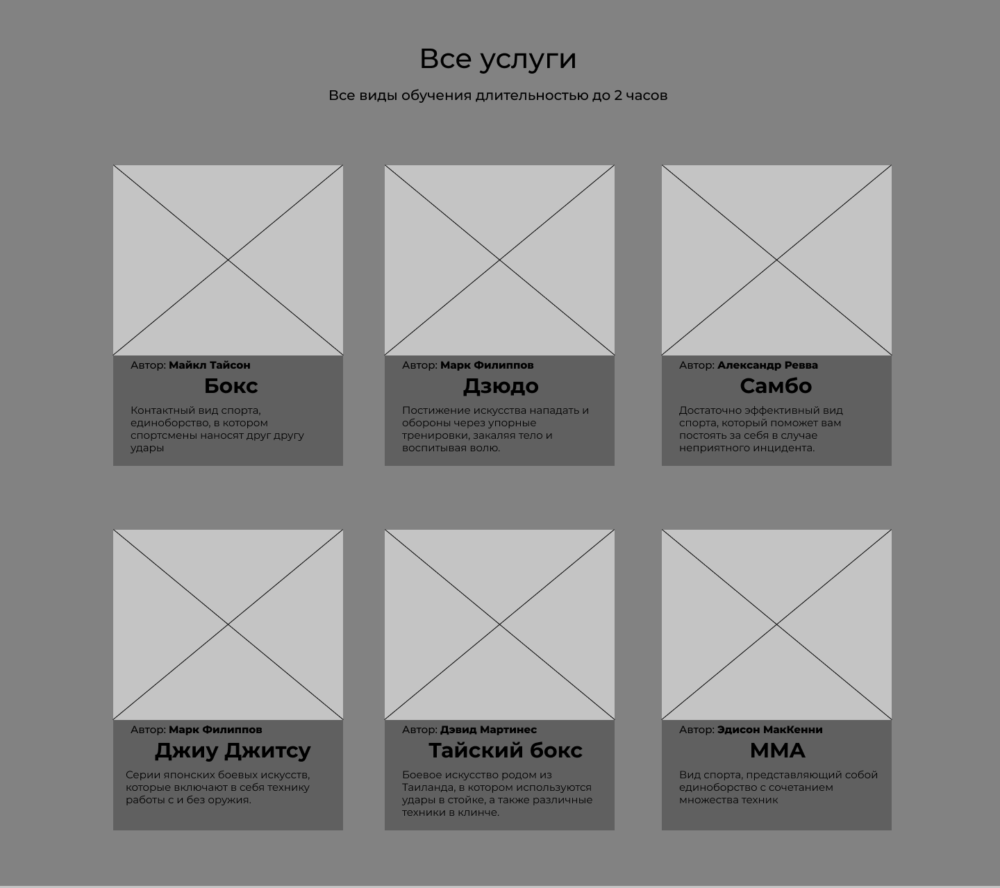 Все услуги
Все виды обучения длительностью до 2 часов
Автор: Майкл Тайсон
Бокс
Контактный вид спорта,
единоборство, в котором
спортсмены наносят друг другу
удары
Автор: Марк Филиппов
Дзюдо
Постижение искусства нападать и
обороны через упорные
тренировки, закаляя тело и
воспитывая волю.
Автор: Александр Ревва
Самбо
Достаточно эффективный вид
спорта, который поможет вам
постоять за себя в случае
неприятного инцидента.
Автор: Марк Филиппов
Джиу Джитсу
Серии японских боевых искусств,
которые включают в себя технику
работы с и без оружия.
Автор: Дэвид Мартинес
Тайский бокс
Боевое искусство родом из
Таиланда, в котором используются
удары в стойке, а также различные
техники в клинче.
Автор: Эдисон МакКенни
ММА
Вид спорта, представляющий собой
единоборство с сочетанием
множества техник